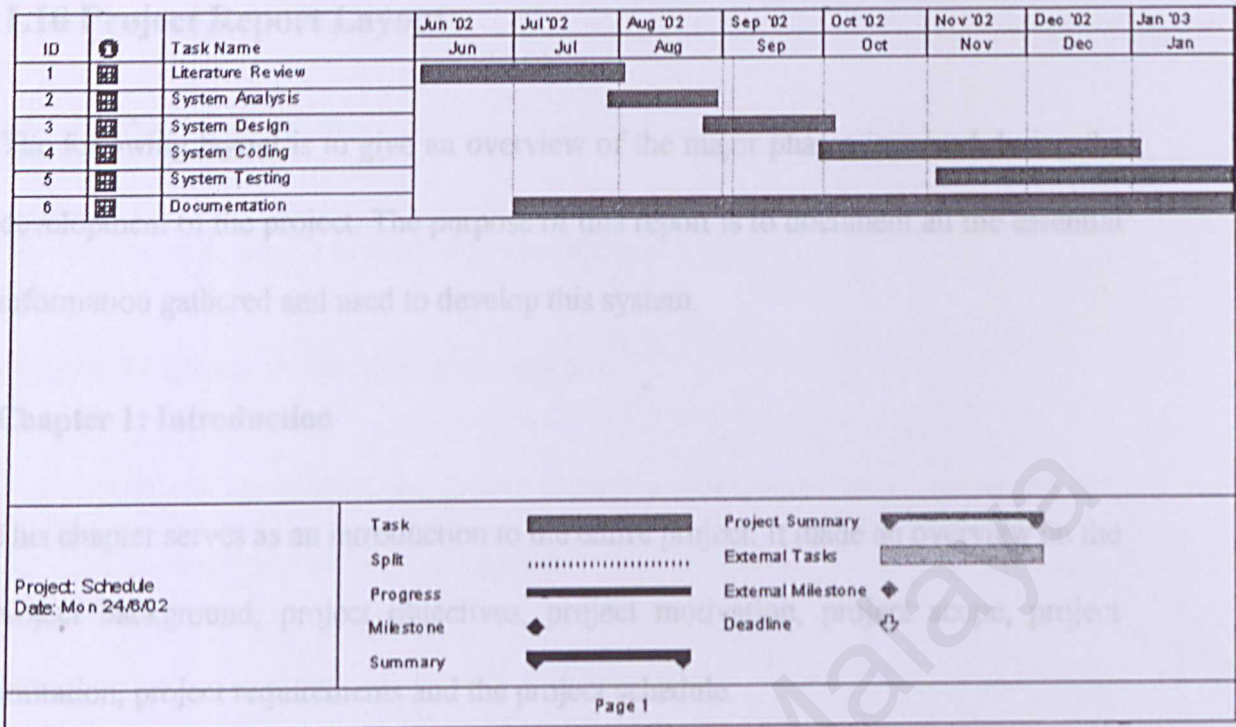 1.10 Project Report Lay
Jun '02 Jul '02 Aug '02 Sep '02 Oct '02 Nov '02 Dec '02 Jan '03
ID Task Name Jun Jul Aug Sep Oct Nov Dec Jan
1 Literature Review
2 System Analysis
3 System Design
is to give an overview of the major
4 System Coding
5 System Testing
6 Documentation
development of the project. The purpose of this report is to document all the essential
information gathered and used to develop this system.
Chapter 1: Introduction
Task Project Summary
This chapter serves as an introduction to the entire project. It made an overview on the
Split External Tasks
Project: Schedule
Date: Mon 24/6/02
Progress External Milestone
project background, project objectives, project motivation, project scope, project
Milestone Deadline
Summary
limitation, project requirements and the project schedule.
Page 1
Malaya